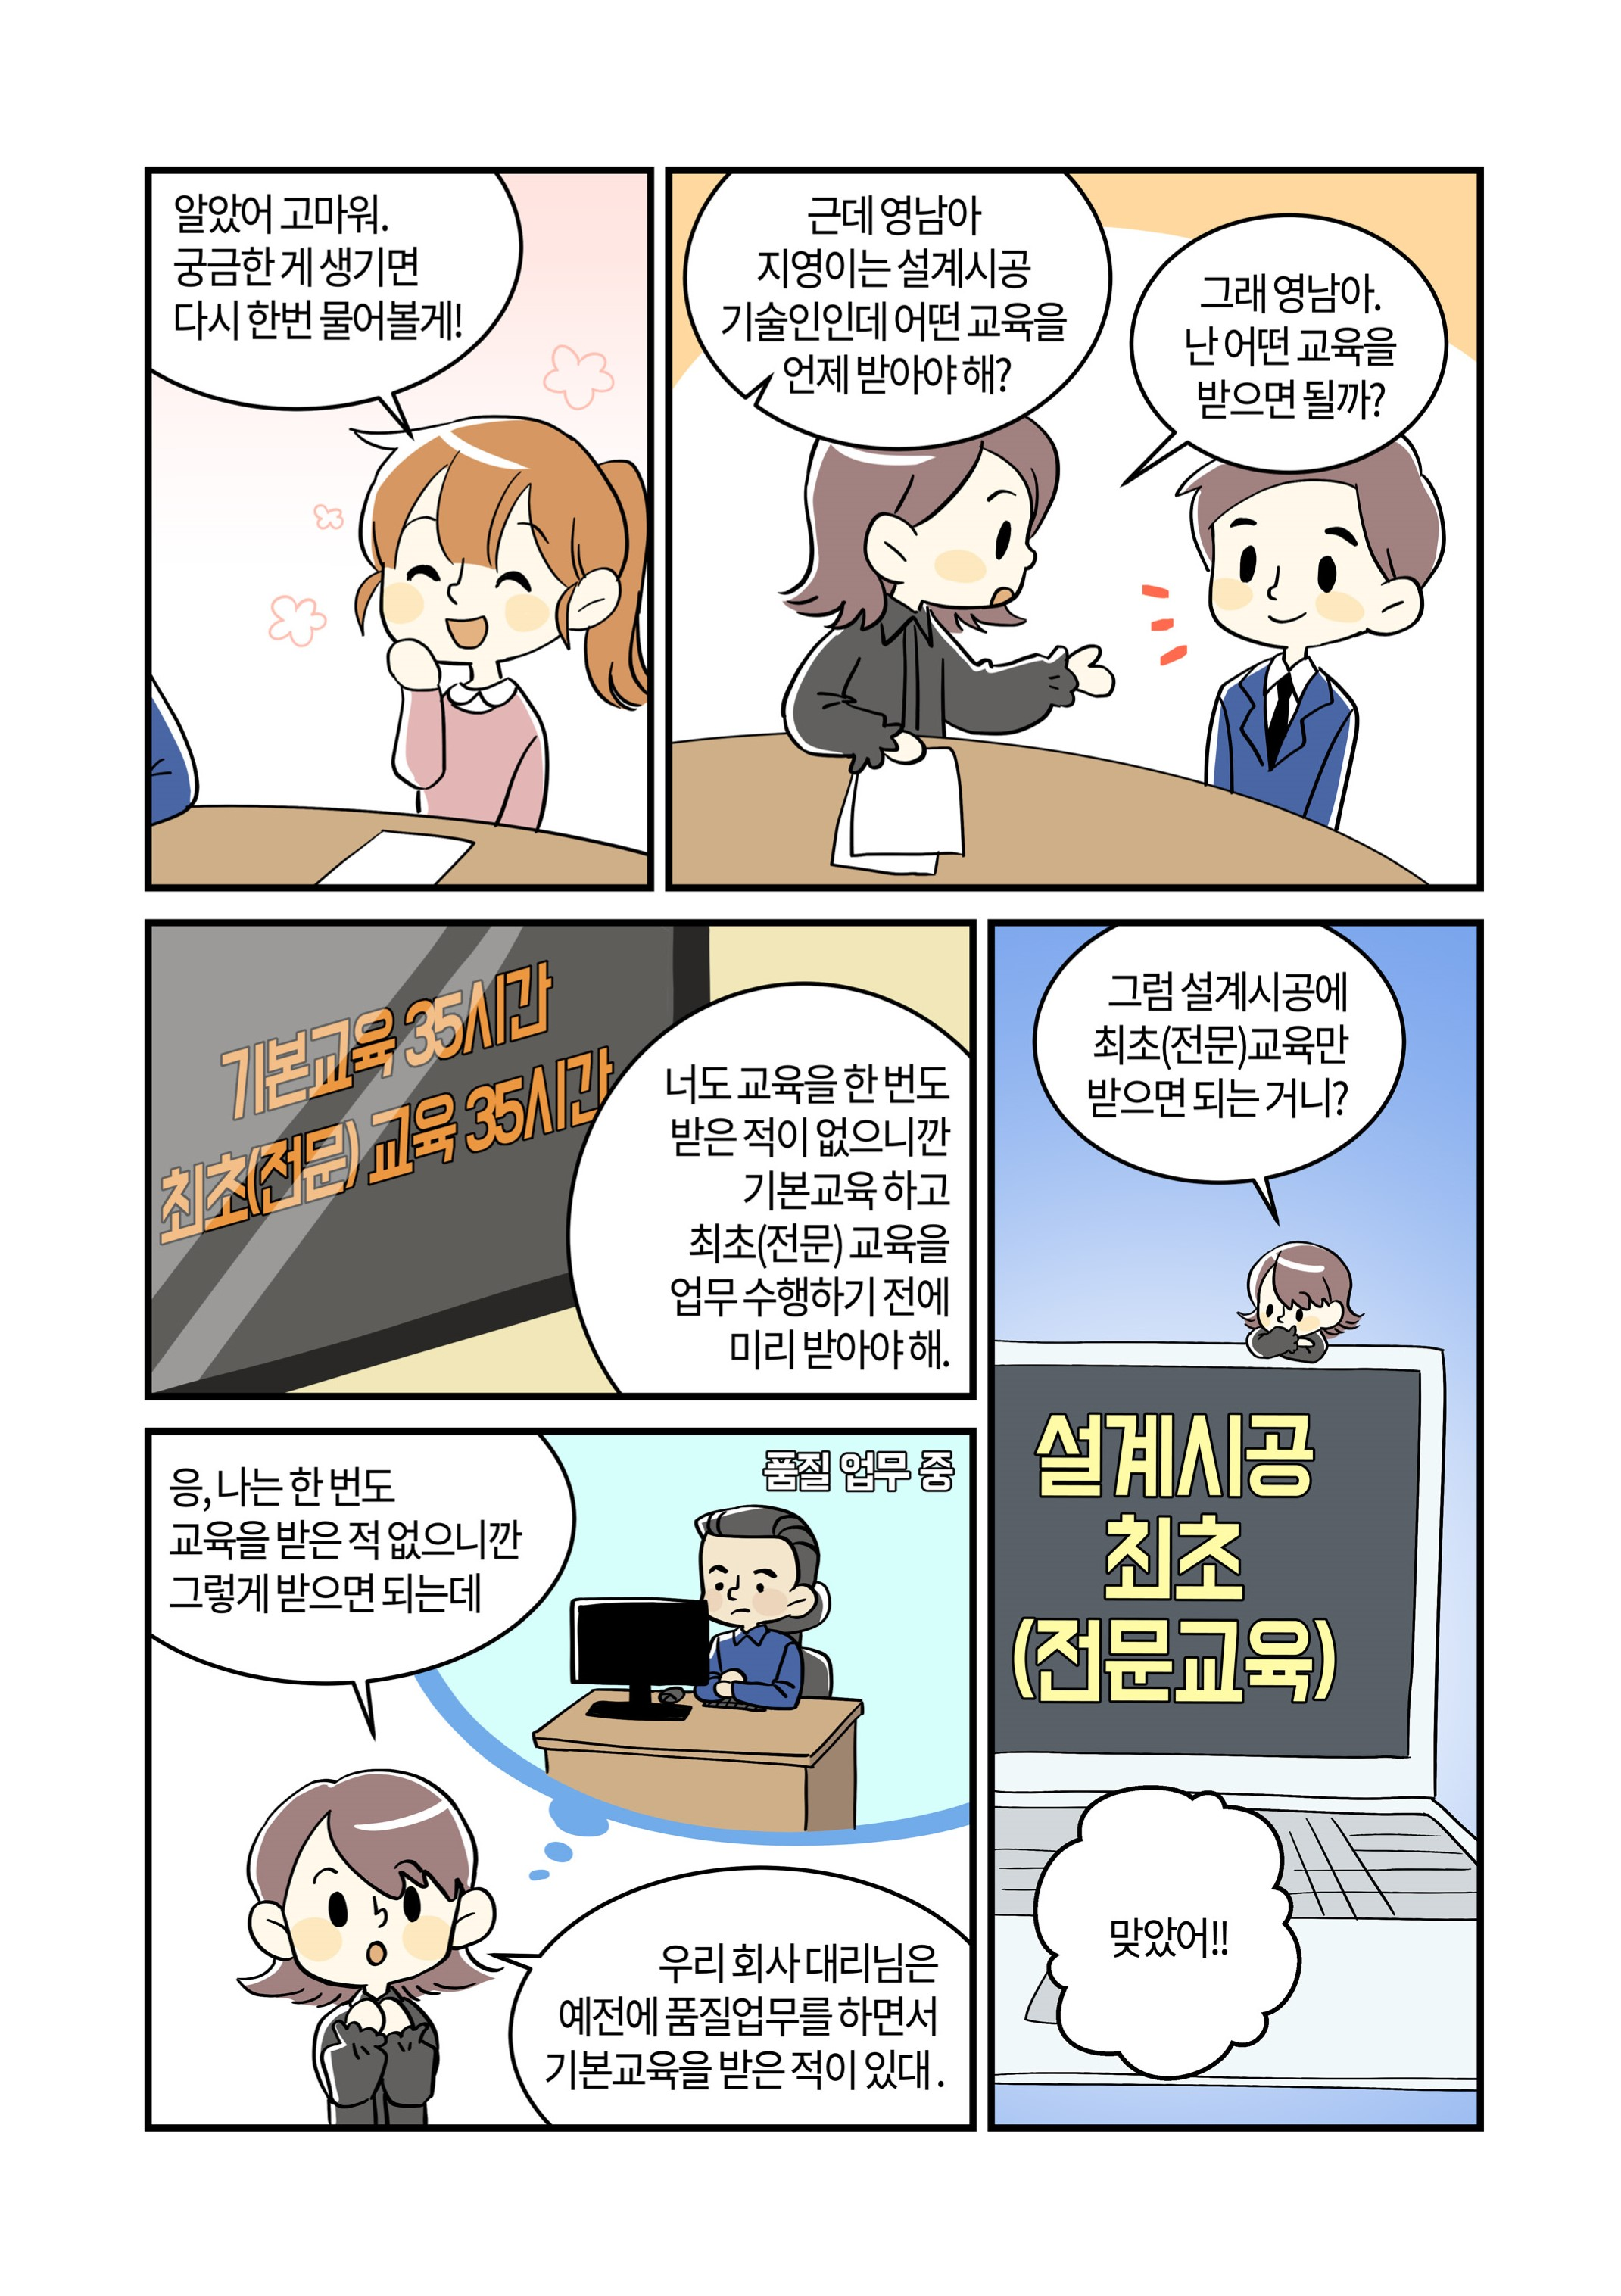 알았어 고마워.
궁금한 게 생기면
다시 한번 물어볼게!
근데 영남아
지영이는 설계시공
기술인인데 어떤 교육을
언제 받아야 해?
그래 영남아.
난 어떤 교육을
받으면 될까?
기본교육 35시간
최초(전문) 교육 35시간
너도 교육을 한 번도
받은 적이 없으니깐
기본교육 하고
최초(전문) 교육을
업무 수행하기 전에
미리 받아야 해.
응, 나는 한 번도
교육을 받은 적 없으니깐
그렇게 받으면 되는데
품질 업무 중
우리 회사 대리님은
예전에 품질업무를 하면서
기본교육을 받은 적이 있대.
그럼 설계시공에
최초(전문)교육만
받으면 되는 거니?
설계시공
최초
(전문교육)
맞았어!!